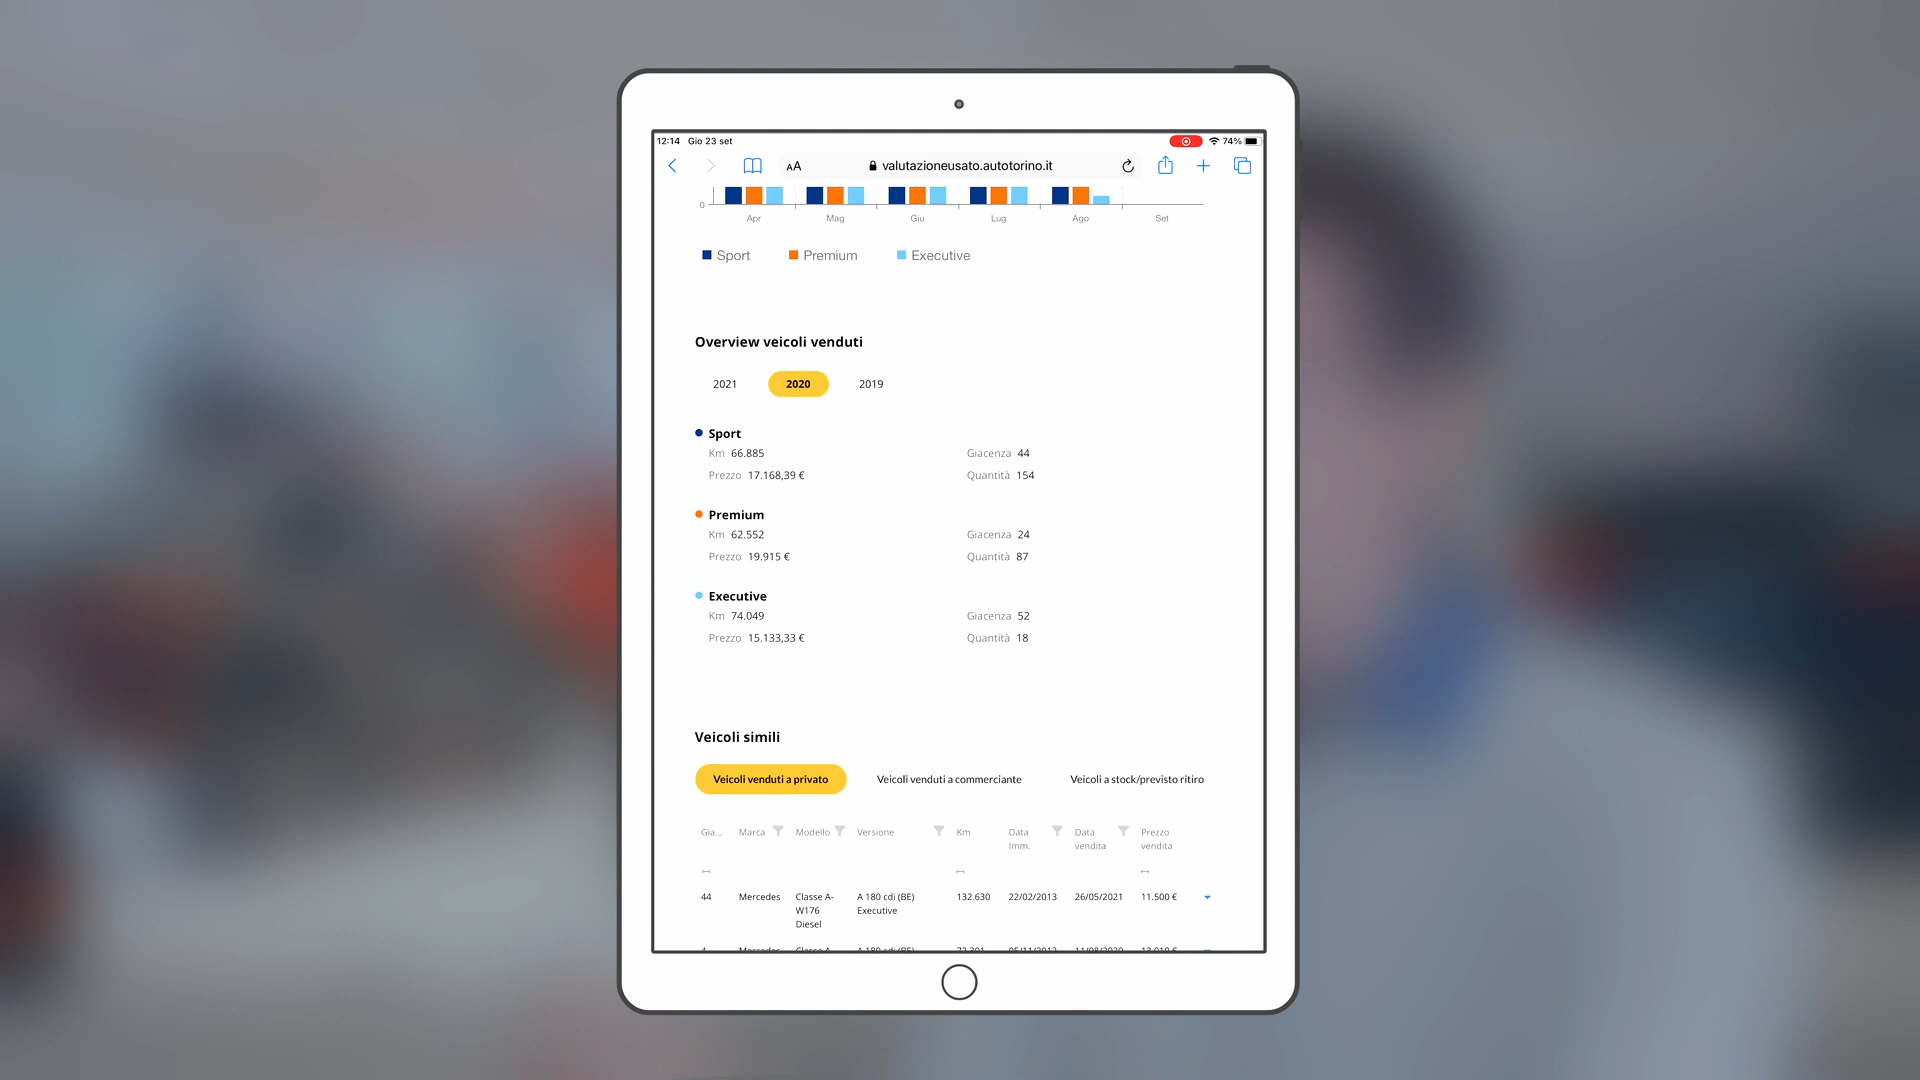 12:14 Gio 23 set 74%
AA valutazioneusato.autotorino.it
0
Apr Mag Giu Lug Ago Set
Sport Premium Executive
Overview veicoli venduti
2021 2020 2019
Sport
Km 66.885 Giacenza 44
Prezzo 17.168,39 € Quantità 154
Premium
Km 62.552 Giacenza 24
Prezzo 19.915 € Quantità 87
Executive
Km 74.049 Giacenza 52
Prezzo 15.133,33 € Quantità 18
Veicoli simili
Veicoli venduti a privato Veicoli venduti a commerciante Veicoli a stock/previsto ritiro
Gia... Marca Modello Versione Km Data Data Prezzo
Imm. vendita vendita
44 Mercedes Classe A- A 180 cdi (BE) 132.630 22/02/2013 26/05/2021 11.500 €
W176 Executive
Diesel